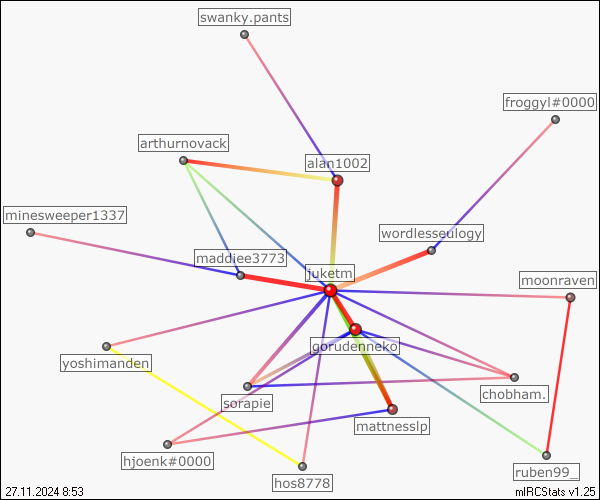 swanky.pants
froggyl#0000
arthurnovack
alan1002
minesweeper1337
wordlesseulogy
maddiee3773
juketm
moonraven
gorudenneko
yoshimanden
chobham.
sorapie
mattnesslp
hjoenk#0000
ruben99_
hos8778
27.11.2024 8:53
mIRCStats v1.25